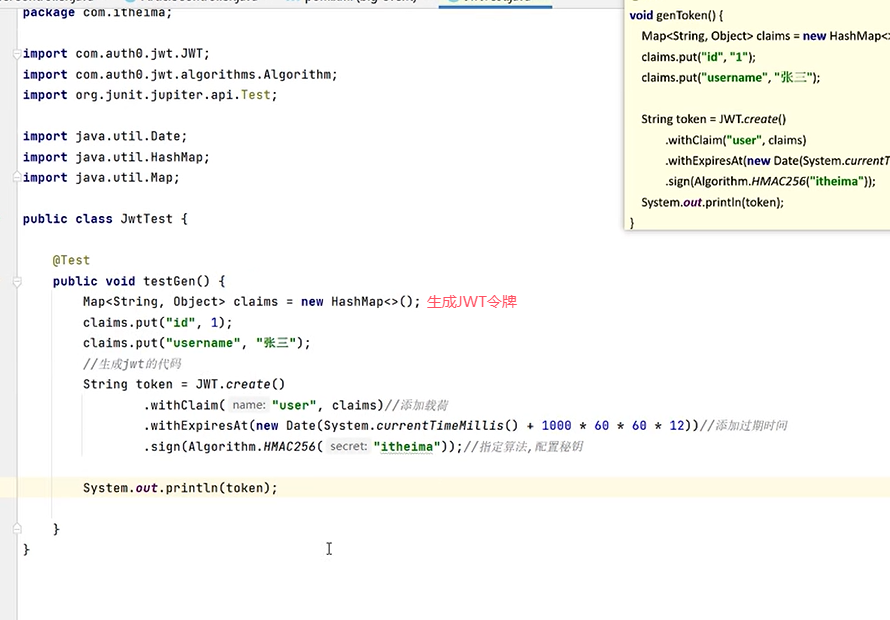 package com.itheima;
import com.auth0.jwt.JWT;
import com.auth0.jwt.algorithms.Algorithm;
import org.junit.jupiter.api.Test;
import java.util.Date;
import java.util.HashMap;
import java.util.Map;
public class JwtTest {
@Test
public void testGen() {
Map<String, Object> claims = new HashMap<>(); 生成JWT令牌
claims.put("id", 1);
claims.put("username", "张三");
//生成jwt的代码
String token = JWT.create()
.withClaim( name: "user", claims)//添加载荷
.withExpiresAt(new Date(System.currentTimeMillis() + 1000 * 60 * 60 * 12))//添加过期时间
.sign(Algorithm.HMAC256( secret: "itheima"));//指定算法,配置秘钥
System.out.println(token);
}
}
void genToken() {
Map<String, Object> claims = new HashMap<
claims.put("id", "1");
claims.put("username", "张三");
String token = JWT.create()
.withClaim("user", claims)
.withExpiresAt(new Date(System.currentT
.sign(Algorithm.HMAC256("itheima"));
System.out.println(token);
}